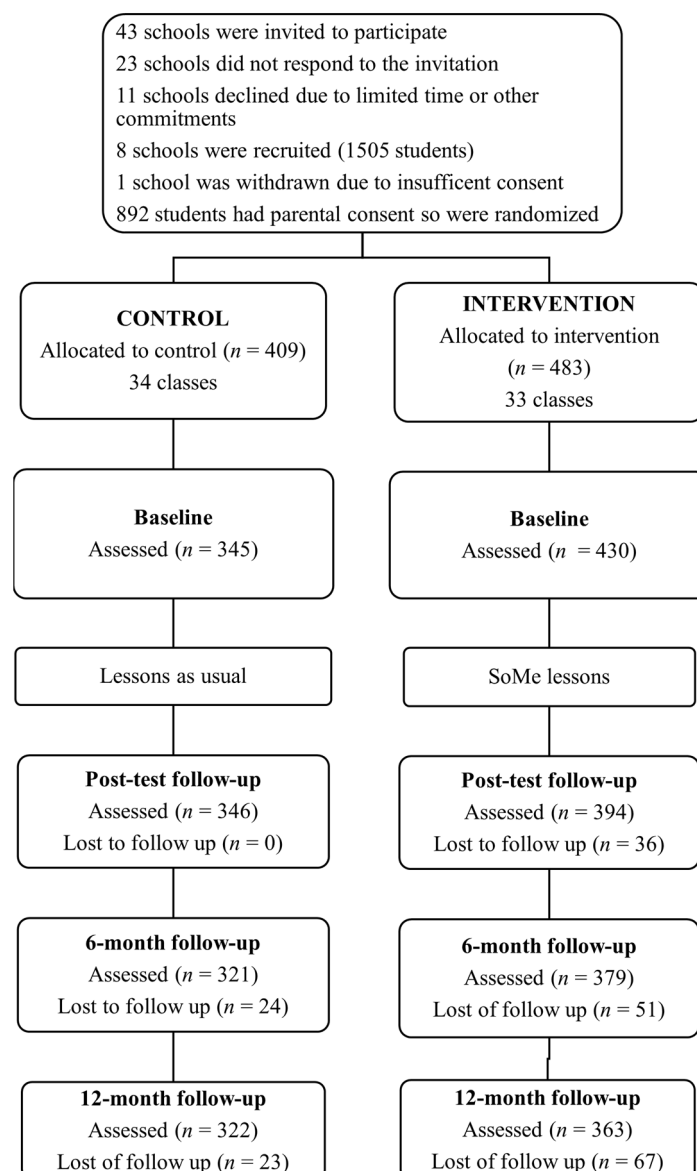 43 schools were invited to participate
23 schools did not respond to the invitation
11 schools declined due to limited time or other
commitments
8 schools were recruited (1505 students)
1 school was withdrawn due to insufficent consent
892 students had parental consent so were randomized
CONTROL
Allocated to control (n = 409)
34 classes
INTERVENTION
Allocated to intervention
(n = 483)
33 classes
Baseline
Assessed (n = 345)
Baseline
Assessed (n = 430)
Lessons as usual
SoMe lessons
Post-test follow-up
Assessed (n = 346)
Lost to follow up (n = 0)
Post-test follow-up
Assessed (n = 394)
Lost to follow up (n = 36)
6-month follow-up
Assessed (n = 321)
Lost to follow up (n = 24)
6-month follow-up
Assessed (n = 379)
Lost of follow up (n = 51)
12-month follow-up
Assessed (n = 322)
Lost of follow up (n = 23)
12-month follow-up
Assessed (n = 363)
Lost of follow up (n = 67)